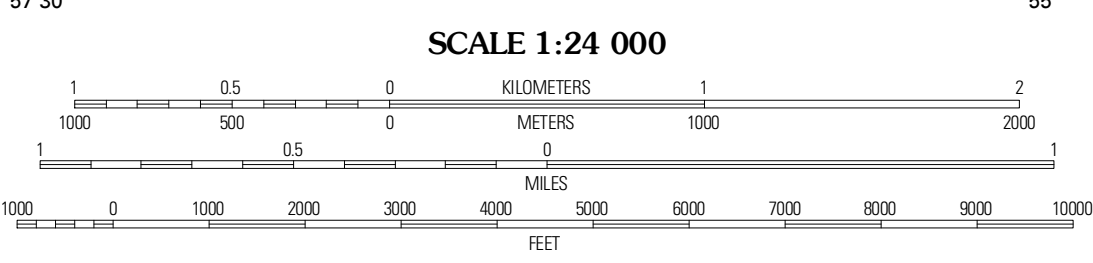 57'30"
55'
SCALE 1:24 000
1 0.5 0 KILOMETERS 1 2
1000 500 0 METERS 1000 2000
1 0.5 0 1
MILES
1000 0 1000 2000 3000 4000 5000 6000 7000 8000 9000 10000
FEET